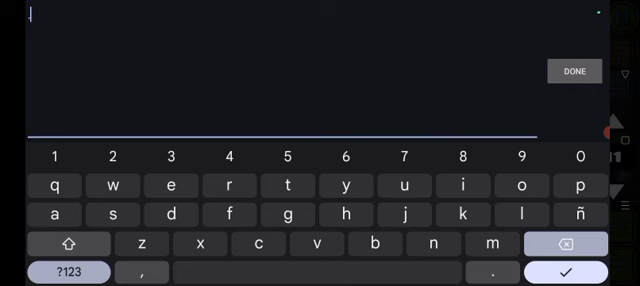 DONE
1 2 3 4 5 6 7 8 9 0
q w e r t y u i o p
a s d f g h j k l ñ
z x c v b n m
?123 , .